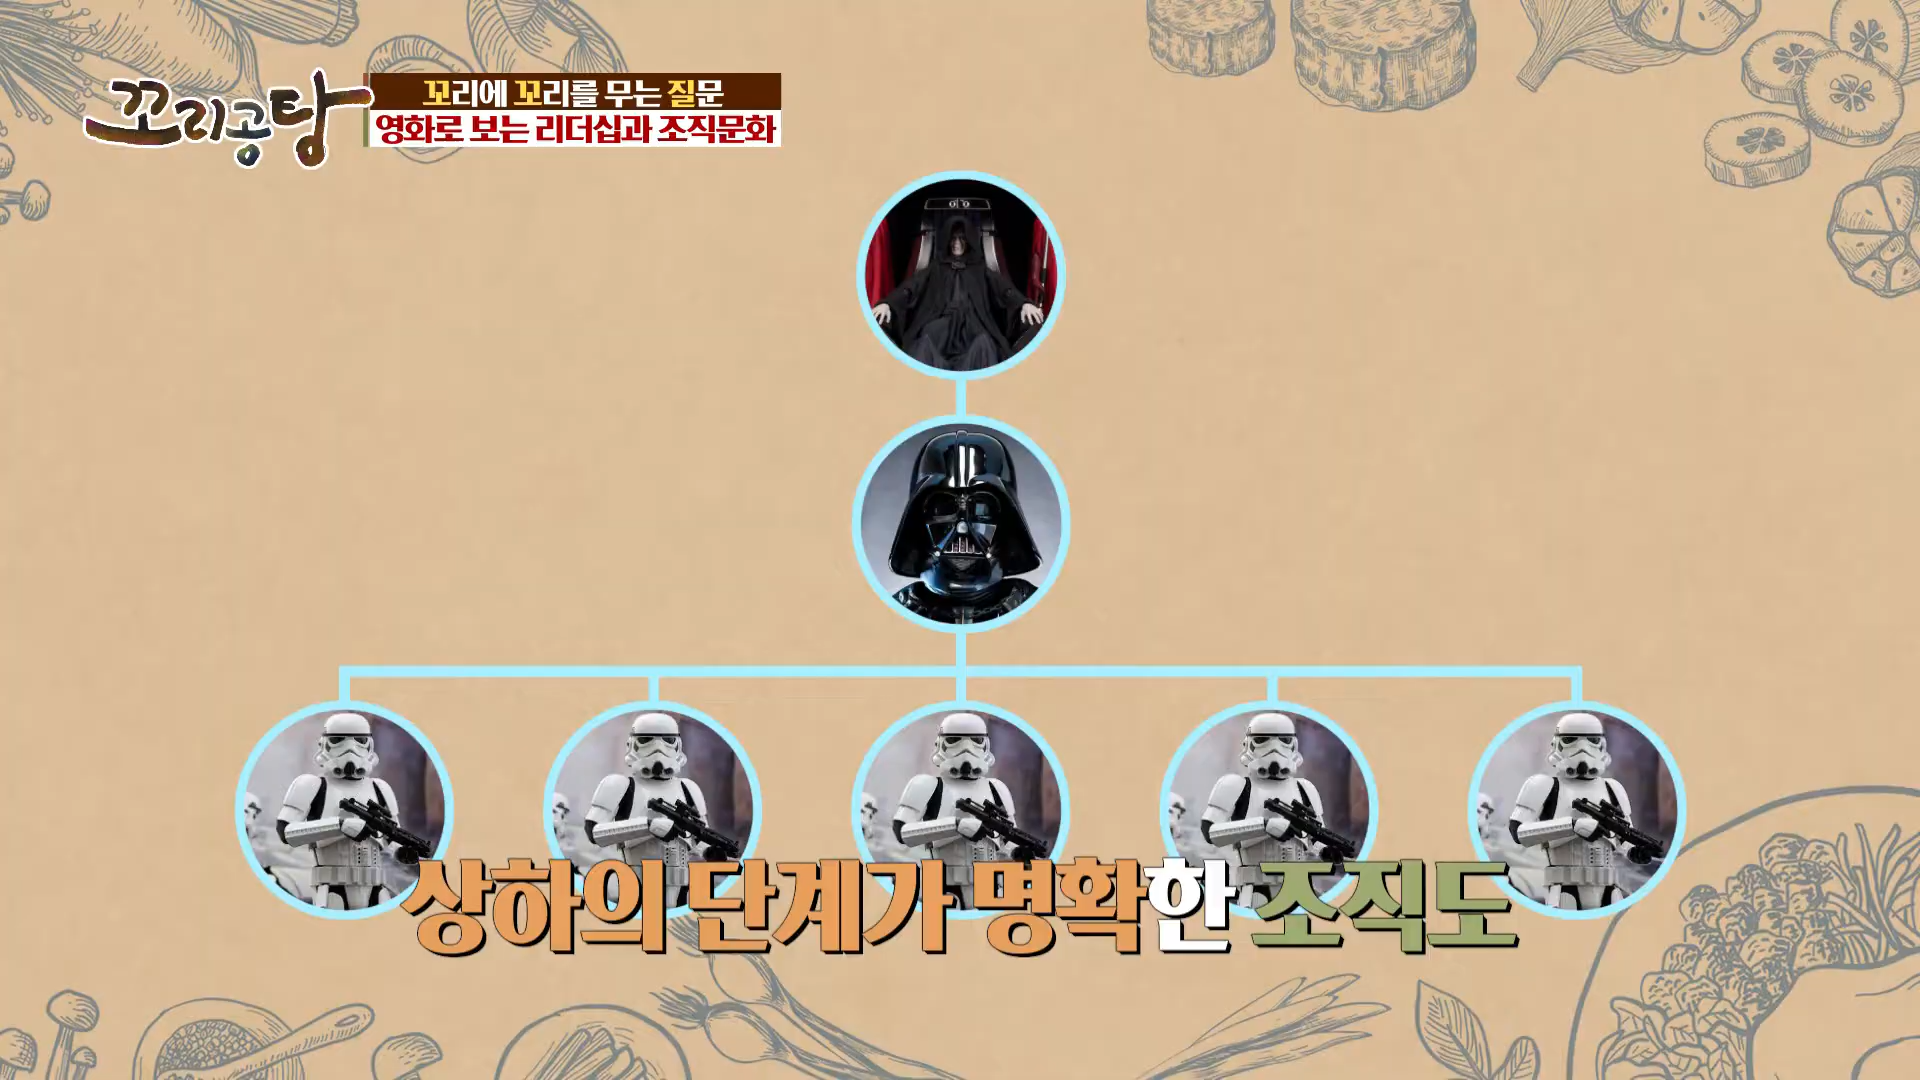 꼬리곰탕
꼬리에 꼬리를 무는 질문
영화로 보는 리더십과 조직문화
상하의 단계가 명확한 조직도